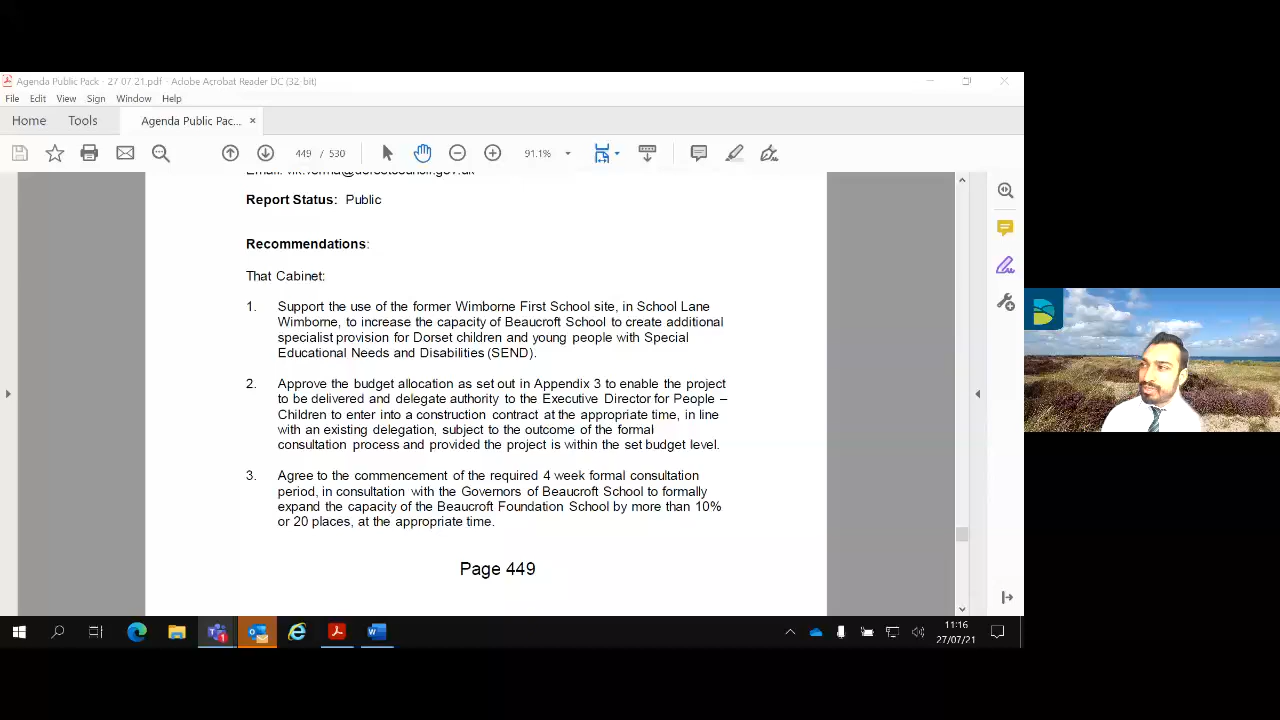 Agenda Public Pack - 27 07 21.pdf - Adobe Acrobat Reader DC (32-bit)
File Edit View Sign Window Help
Home Tools Agenda Public Pac... ×
449 / 530 91.1%
Email:
Report Status: Public
Recommendations:
That Cabinet:
1. Support the use of the former Wimborne First School site, in School Lane
Wimborne, to increase the capacity of Beaucroft School to create additional
specialist provision for Dorset children and young people with Special
Educational Needs and Disabilities (SEND).
2. Approve the budget allocation as set out in Appendix 3 to enable the project
to be delivered and delegate authority to the Executive Director for People –
Children to enter into a construction contract at the appropriate time, in line
with an existing delegation, subject to the outcome of the formal
consultation process and provided the project is within the set budget level.
3. Agree to the commencement of the required 4 week formal consultation
period, in consultation with the Governors of Beaucroft School to formally
expand the capacity of the Beaucroft Foundation School by more than 10%
or 20 places, at the appropriate time.
Page 449
11:16
27/07/21